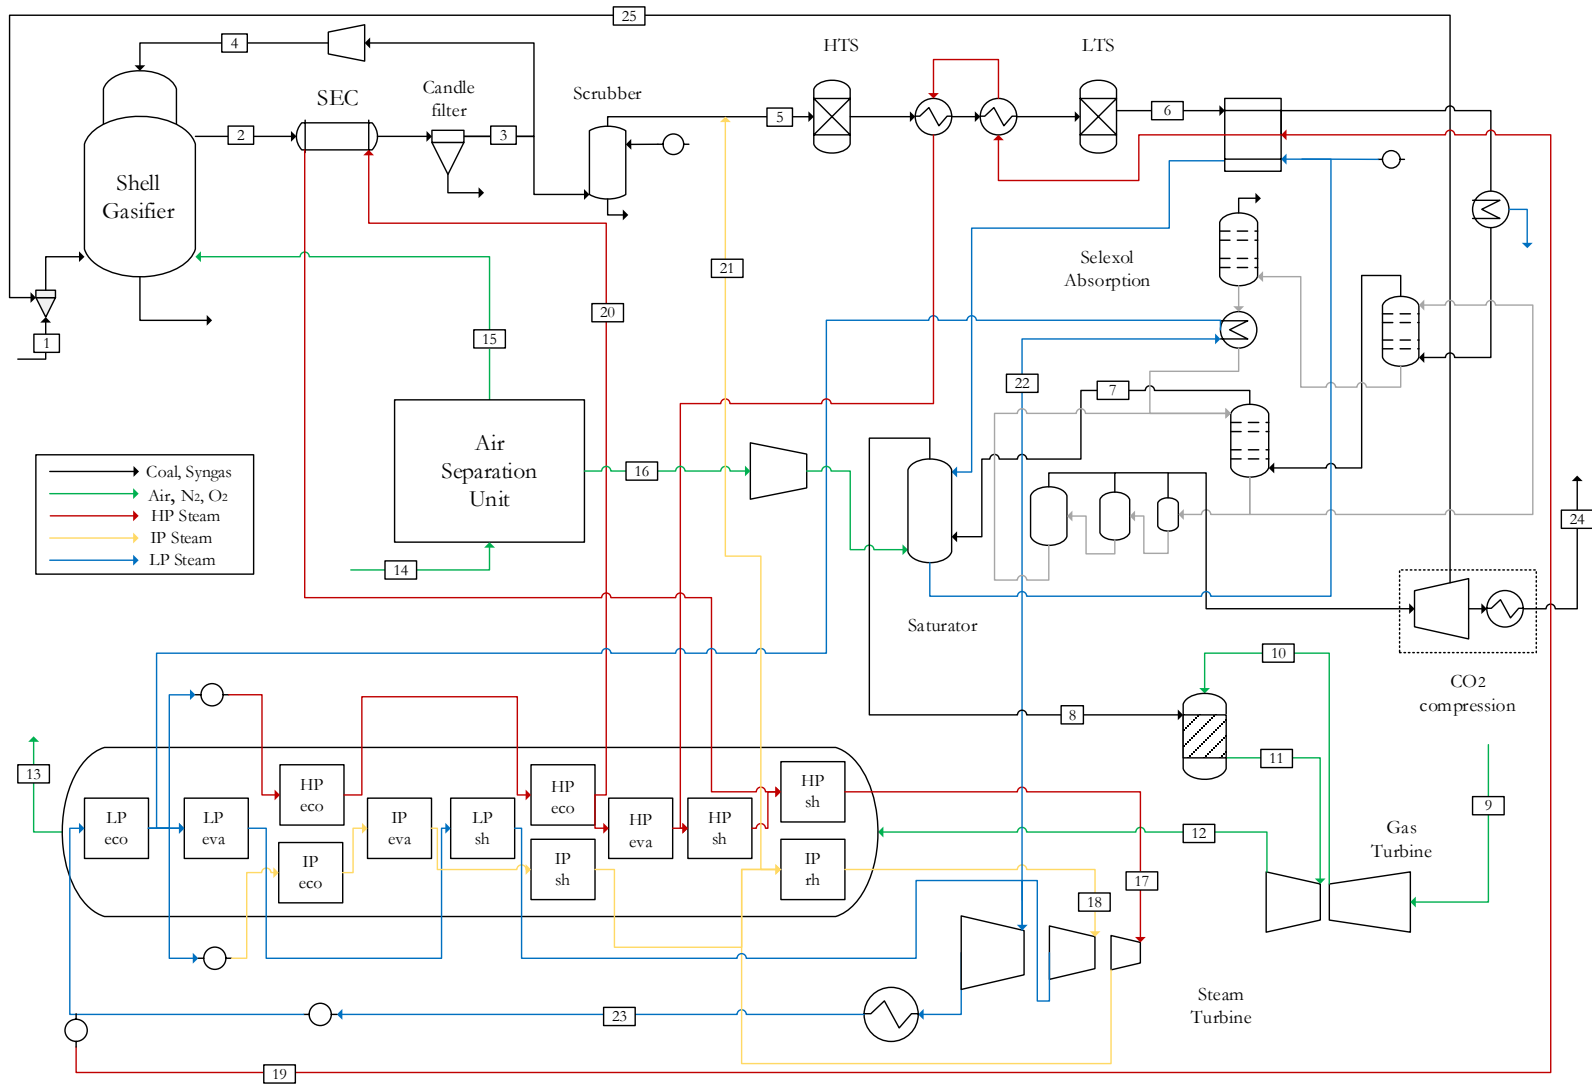 25
4
HTS
LTS
SEC
Candle
filter
Scrubber
2
3
5
6
Shell
Gasifier
1
15
20
21
Selexol
Absorption
22
7
Air
Separation
Unit
16
14
Coal, Syngas
Air, N2, O2
HP Steam
IP Steam
LP Steam
24
Saturator
CO2
compression
10
8
11
9
13
12
Gas
Turbine
LP
eco
LP
eva
HP
eco
IP
eco
IP
eva
LP
sh
HP
eco
IP
sh
HP
eva
HP
sh
HP
sh
IP
rh
17
18
Steam
Turbine
23
19